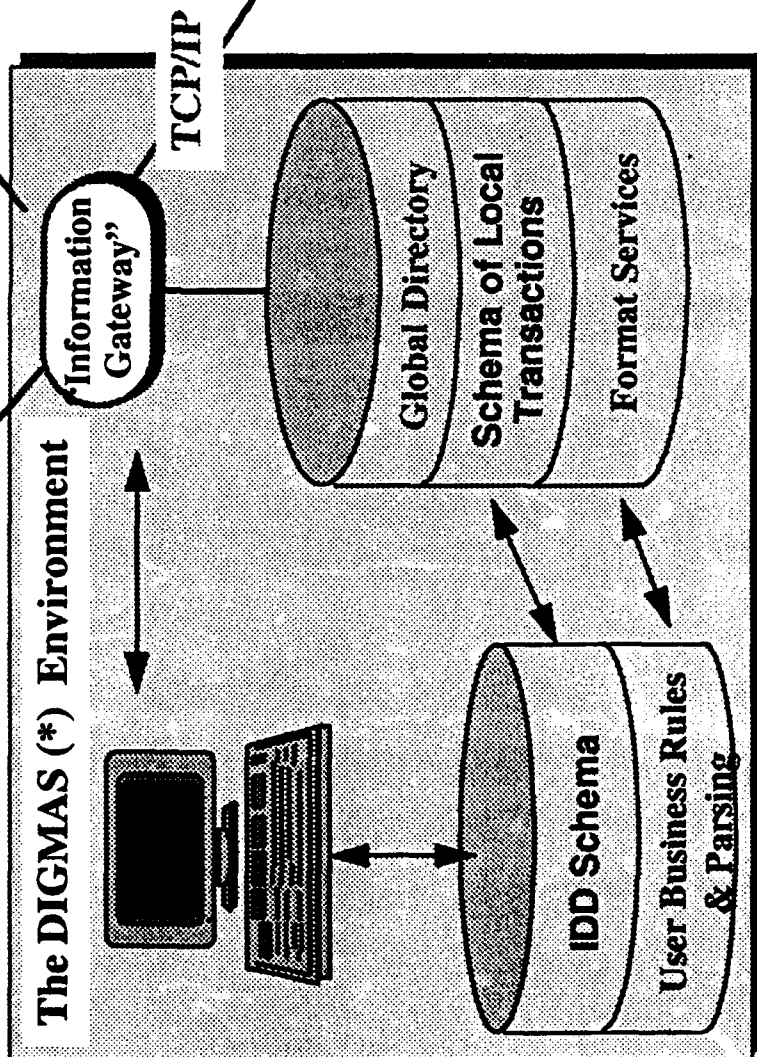 The DIGMAS (*) Environment
"Information
Gateway”
TCP/IP
Global Directory
Schema of Local
Transactions
Format Services
IDD Schema
User Business Rules
& Parsing